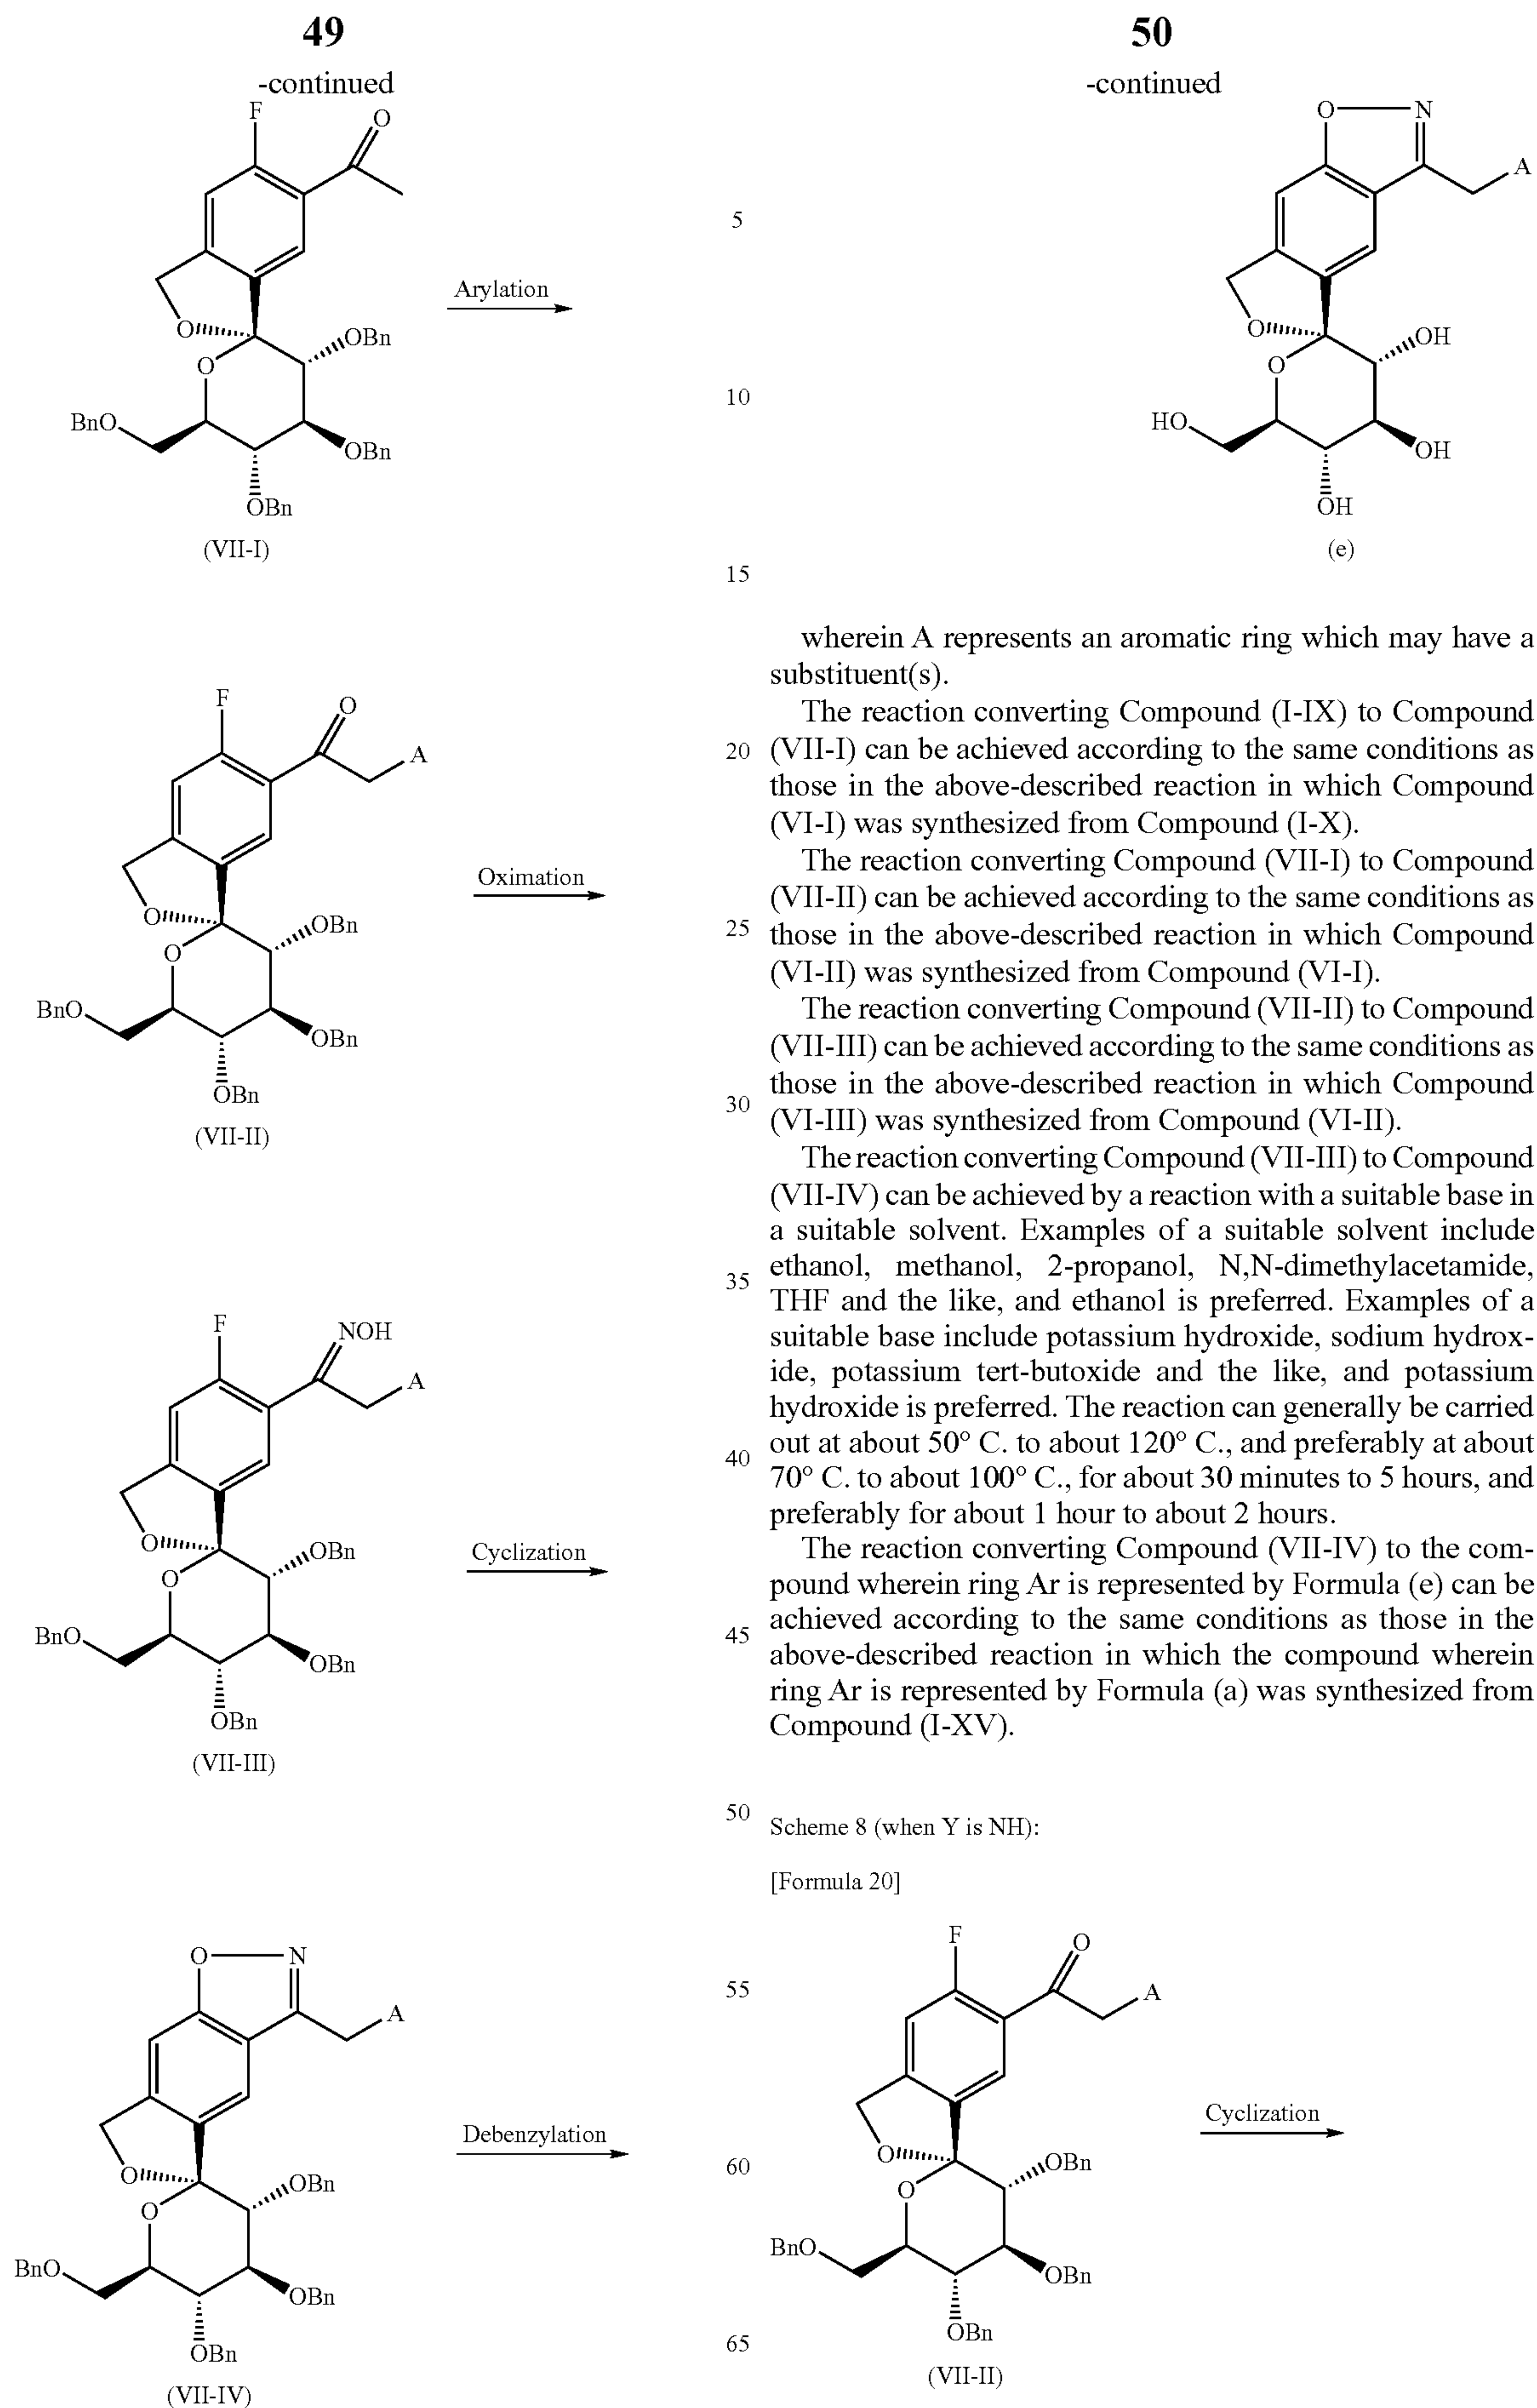 49
-continued
F
O
Arylation
O
OBn
O
BnO
OBn
OBn
(VII-I)
F
O
A
Oximation
O
OBn
O
BnO
OBn
OBn
(VII-II)
F
NOH
A
Cyclization
O
OBn
O
BnO
OBn
OBn
(VII-III)
O
N
A
Debenzylation
O
OBn
O
BnO
OBn
OBn
(VII-IV)
5
10
15
20
25
30
35
40
45
50
55
60
65
50
-continued
O
N
A
O
OH
O
HO
OH
OH
(e)
wherein A represents an aromatic ring which may have a
substituent(s).
The reaction converting Compound (I-IX) to Compound
(VII-I) can be achieved according to the same conditions as
those in the above-described reaction in which Compound
(VI-I) was synthesized from Compound (I-X).
The reaction converting Compound (VII-I) to Compound
(VII-II) can be achieved according to the same conditions as
those in the above-described reaction in which Compound
(VI-II) was synthesized from Compound (VI-I).
The reaction converting Compound (VII-II) to Compound
(VII-III) can be achieved according to the same conditions as
those in the above-described reaction in which Compound
(VI-III) was synthesized from Compound (VI-II).
The reaction converting Compound (VII-III) to Compound
(VII-IV) can be achieved by a reaction with a suitable base in
a suitable solvent. Examples of a suitable solvent include
ethanol, methanol, 2-propanol, N,N-dimethylacetamide,
THF and the like, and ethanol is preferred. Examples of a
suitable base include potassium hydroxide, sodium hydrox-
ide, potassium tert-butoxide and the like, and potassium
hydroxide is preferred. The reaction can generally be carried
out at about 50° C. to about 120° C., and preferably at about
70° C. to about 100° C., for about 30 minutes to 5 hours, and
preferably for about 1 hour to about 2 hours.
The reaction converting Compound (VII-IV) to the com-
pound wherein ring Ar is represented by Formula (e) can be
achieved according to the same conditions as those in the
above-described reaction in which the compound wherein
ring Ar is represented by Formula (a) was synthesized from
Compound (I-XV).
Scheme 8 (when Y is NH):
[Formula 20]
F
O
A
Cyclization
O
OBn
O
BnO
OBn
OBn
(VII-II)